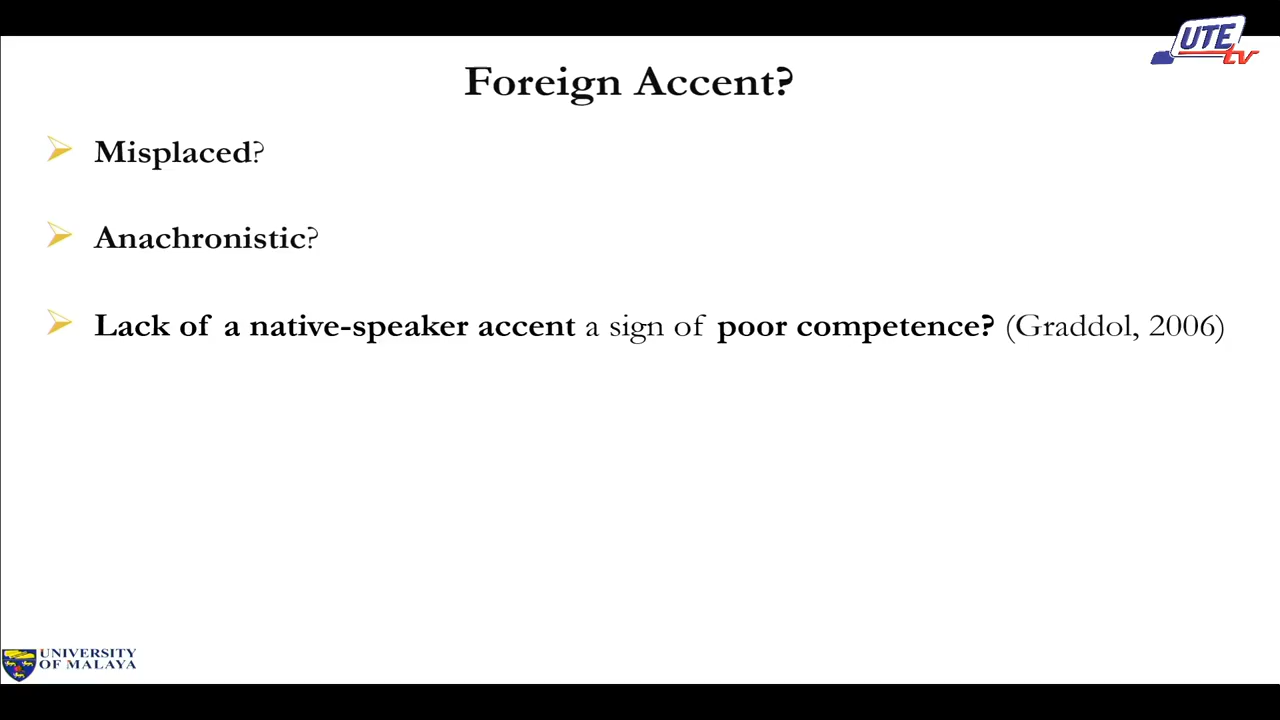 UTE
tv
Foreign Accent?
Misplaced?
Anachronistic?
Lack of a native-speaker accent a sign of poor competence? (Graddol, 2006)
UNIVERSITY
OF MALAYA